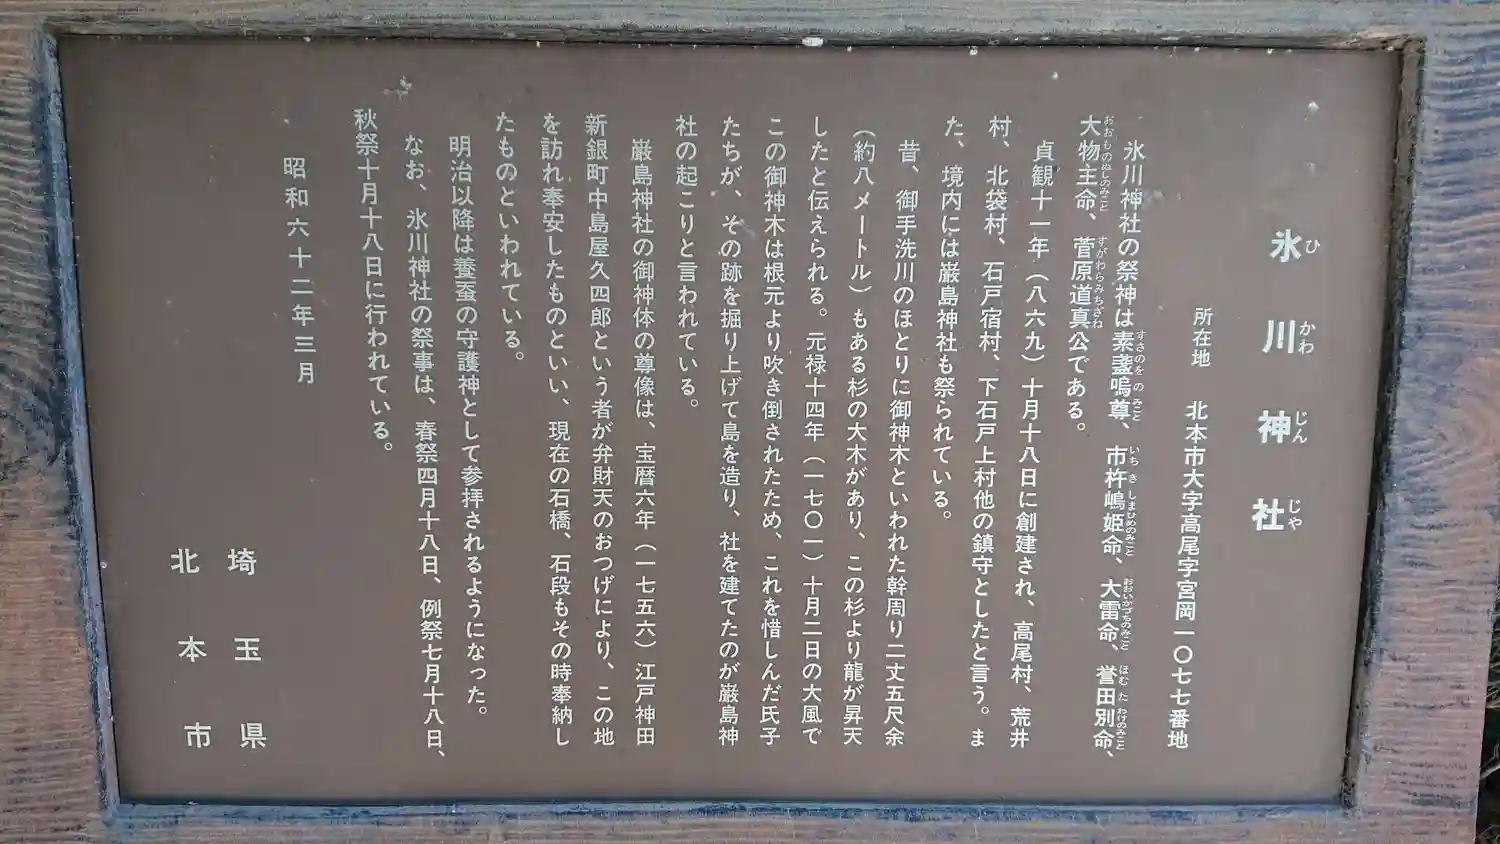 氷川神社
所在地　北本市大字高尾字宮岡一〇七七番地
氷川神社の祭神は素盞嗚尊、市杵嶋姫命、大雷命、誉田別命、
大物主命、菅原道真公である。
貞観十一年（八六九）十月十八日に創建され、高尾村、荒井
村、北袋村、石戸宿村、下石戸上村他の鎮守としたと言う。ま
た、境内には巌島神社も祭られている。
昔、御手洗川のほとりに御神木といわれた幹周り二丈五尺余
（約八メートル）もある杉の大木があり、この杉より龍が昇天
したと伝えられる。元禄十四年（一七〇一）十月二日の大風で
この御神木は根元より吹き倒されたため、これを惜しんだ氏子
たちが、その跡を掘り上げて島を造り、社を建てたのが巌島神
社の起こりと言われている。
巌島神社の御神体の尊像は、宝暦六年（一七五六）江戸神田
新銀町中島屋久四郎という者が弁財天のおつげにより、この地
を訪れ奉安したものといい、現在の石橋、石段もその時奉納し
たものといわれている。
明治以降は養蚕の守護神として参拝されるようになった。
なお、氷川神社の祭事は、春祭四月十八日、例祭七月十八日、
秋祭十月十八日に行われている。
昭和六十二年三月
埼玉県
北本市